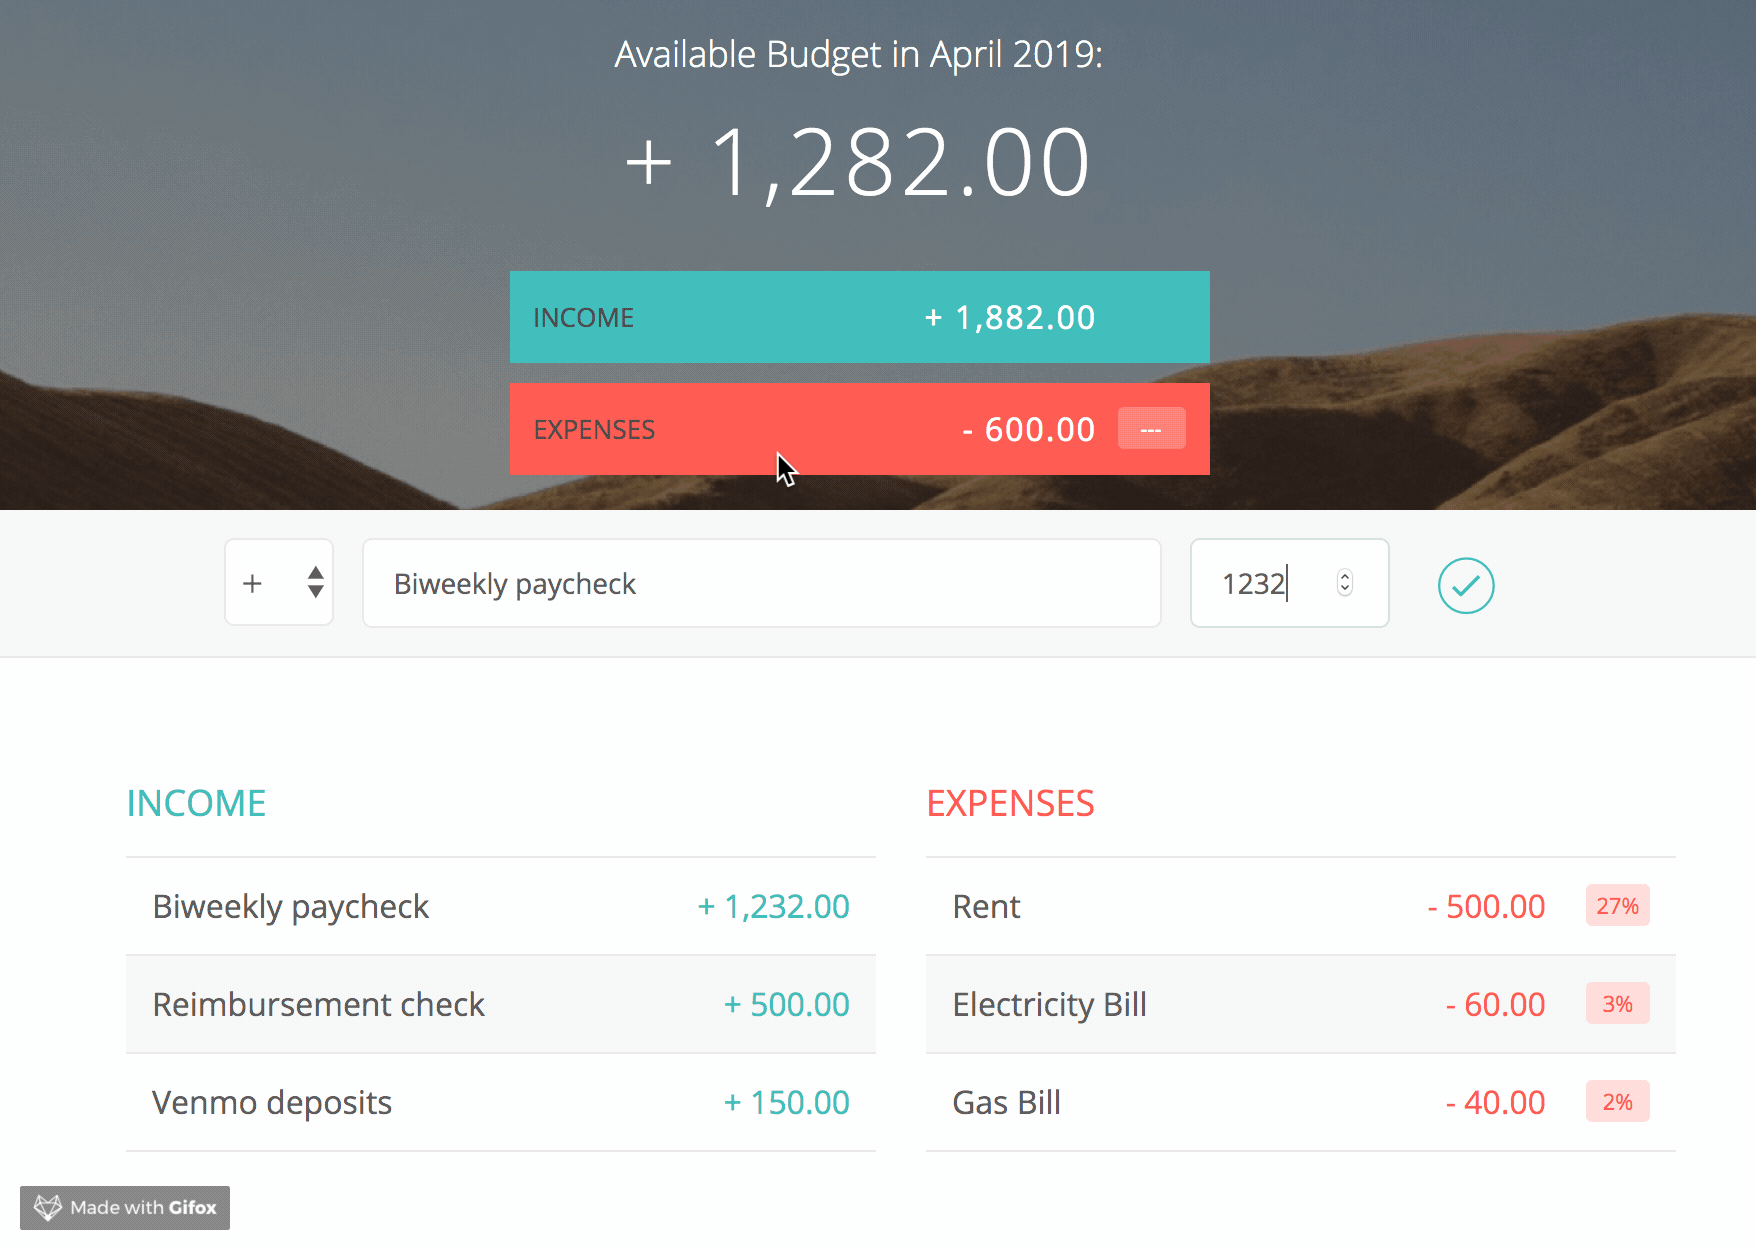 Available Budget in April 2019:
+ 1,282.00
INCOME + 1,882.00
EXPENSES - 600.00 ---
+ Biweekly paycheck 1232
INCOME
Biweekly paycheck + 1,232.00
Reimbursement check + 500.00
Venmo deposits + 150.00
EXPENSES
Rent - 500.00 27%
Electricity Bill - 60.00 3%
Gas Bill - 40.00 2%
Made with Gifox